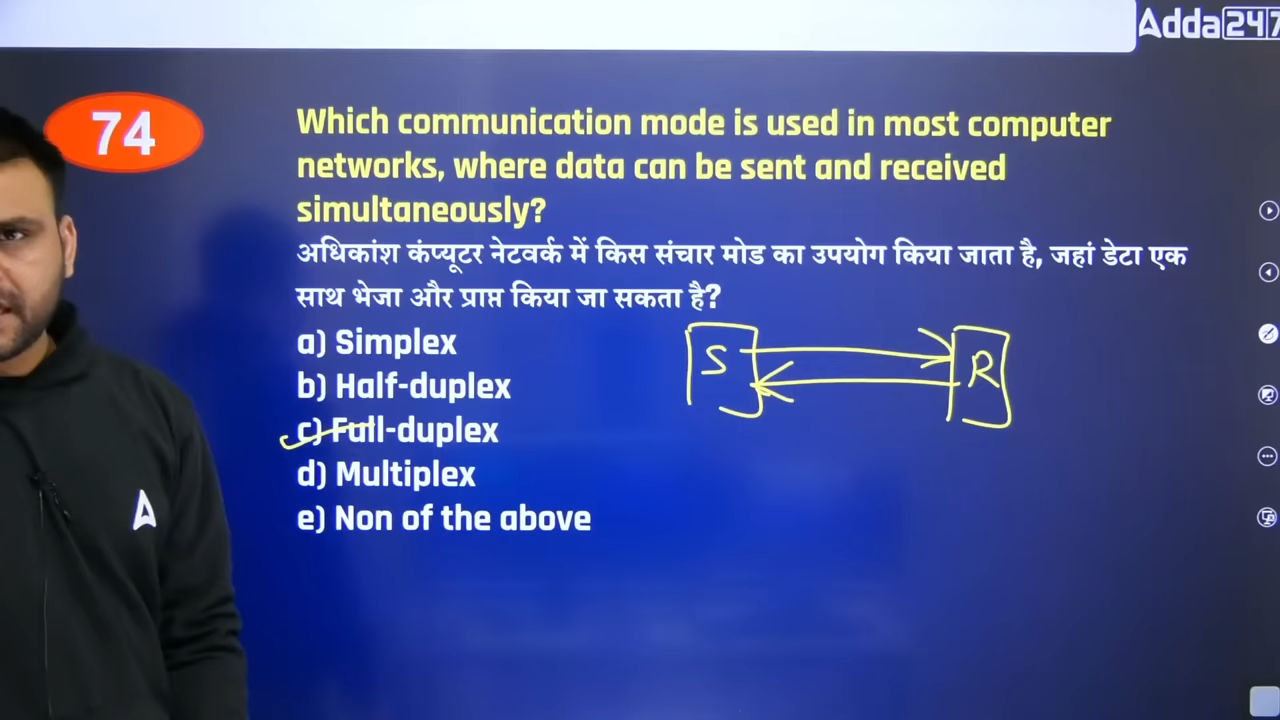 Adda247
74
Which communication mode is used in most computer
networks, where data can be sent and received
simultaneously?
अधिकांश कंप्यूटर नेटवर्क में किस संचार मोड का उपयोग किया जाता है, जहां डेटा एक
साथ भेजा और प्राप्त किया जा सकता है?
a) Simplex
b) Half-duplex
c) Full-duplex
d) Multiplex
e) Non of the above
S R